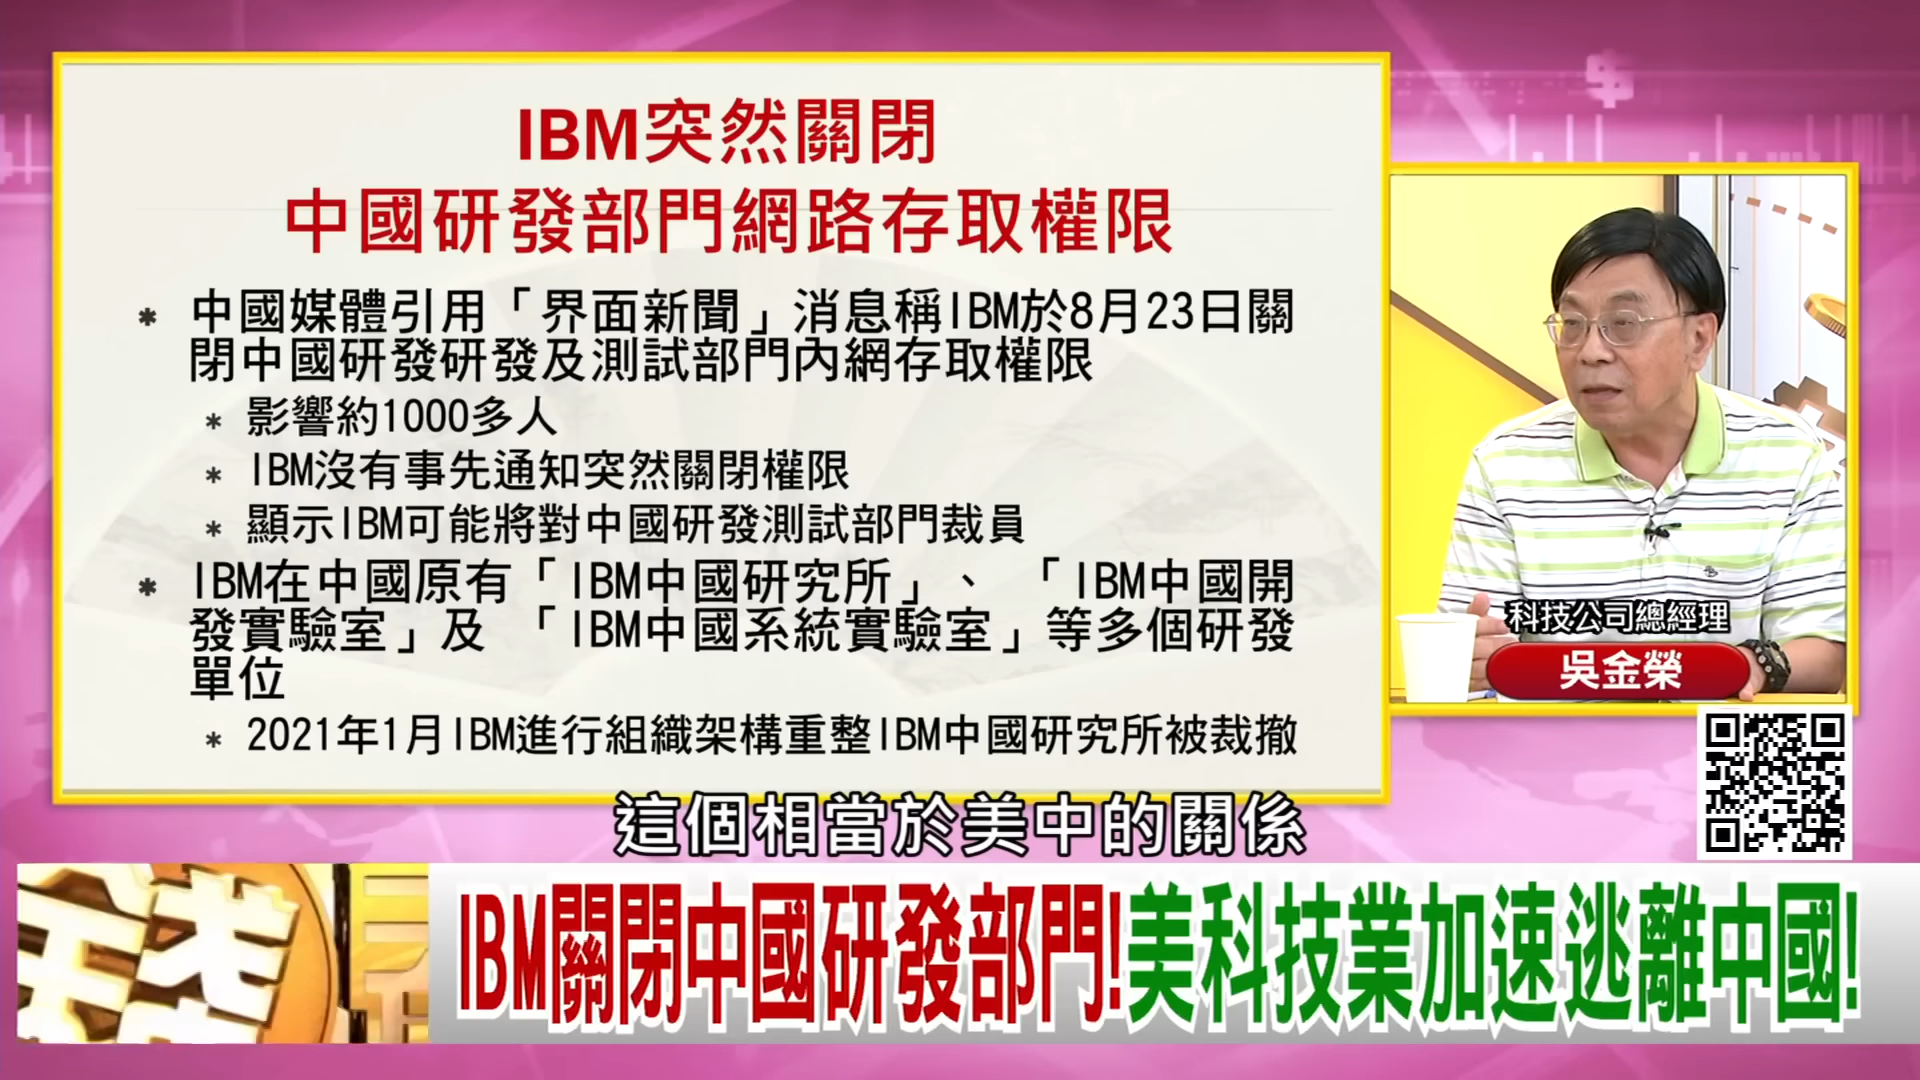 IBM突然關閉
中國研發部門網路存取權限
* 中國媒體引用「界面新聞」消息稱IBM於8月23日關
閉中國研發研發及測試部門內網存取權限
* 影響約1000多人
* IBM沒有事先通知突然關閉權限
* 顯示IBM可能將對中國研發測試部門裁員
* IBM在中國原有「IBM中國研究所」、「IBM中國開
發實驗室」及「IBM中國系統實驗室」等多個研發
單位
* 2021年1月IBM進行組織架構重整IBM中國研究所被裁撤
科技公司總經理
吳金榮
這個相當於美中的關係
IBM關閉中國研發部門!美科技業加速逃離中國!